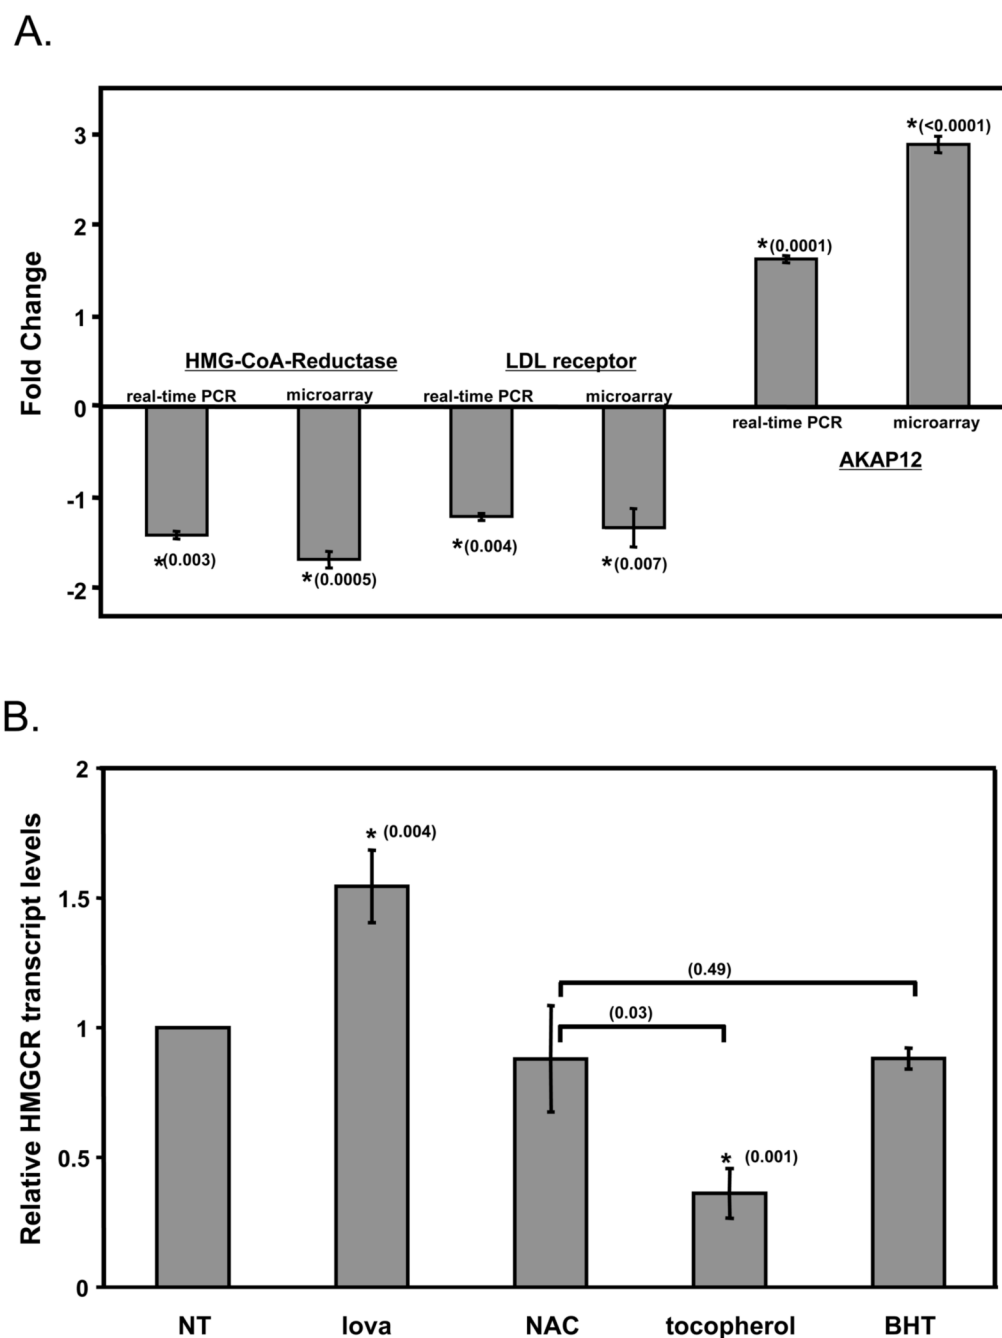 A.
Fold Change
3
2
1
0
-1
-2
HMG-CoA-Reductase
LDL receptor
real-time PCR
microarray
real-time PCR
microarray
*(0.003)
*(0.0005)
*(0.004)
*(0.007)
*(0.0001)
*(<0.0001)
real-time PCR
microarray
AKAP12
B.
Relative HMGCR transcript levels
2
1.5
1
0.5
0
* (0.004)
(0.49)
(0.03)
* (0.001)
NT
lova
NAC
tocopherol
BHT